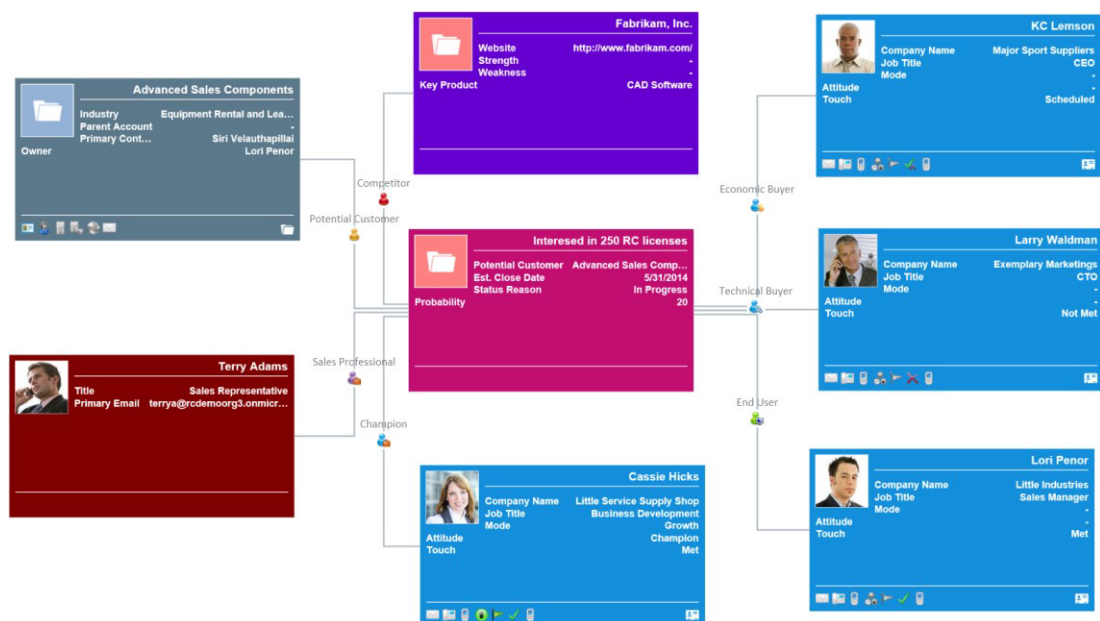 Fabrikam, Inc.
Website http://www.fabrikam.com/
Strength -
Weakness -
Key Product CAD Software
KC Lemson
Company Name Major Sport Suppliers
Job Title CEO
Mode -
Attitude -
Touch Scheduled
Advanced Sales Components
Industry Equipment Rental and Lea...
Parent Account -
Primary Cont... Siri Velauthapillai
Owner Lori Penor
Competitor
Potential Customer
Economic Buyer
Interesed in 250 RC licenses
Potential Customer Advanced Sales Comp...
Est. Close Date 5/31/2014
Status Reason In Progress
Probability 20
Technical Buyer
Larry Waldman
Company Name Exemplary Marketings
Job Title CTO
Mode -
Attitude -
Touch Not Met
Terry Adams
Title Sales Representative
Primary Email terrya@rcdemoorg3.onmicr...
Sales Professional
Champion
End User
Cassie Hicks
Company Name Little Service Supply Shop
Job Title Business Development
Mode Growth
Attitude Champion
Touch Met
Lori Penor
Company Name Little Industries
Job Title Sales Manager
Mode -
Attitude -
Touch Met